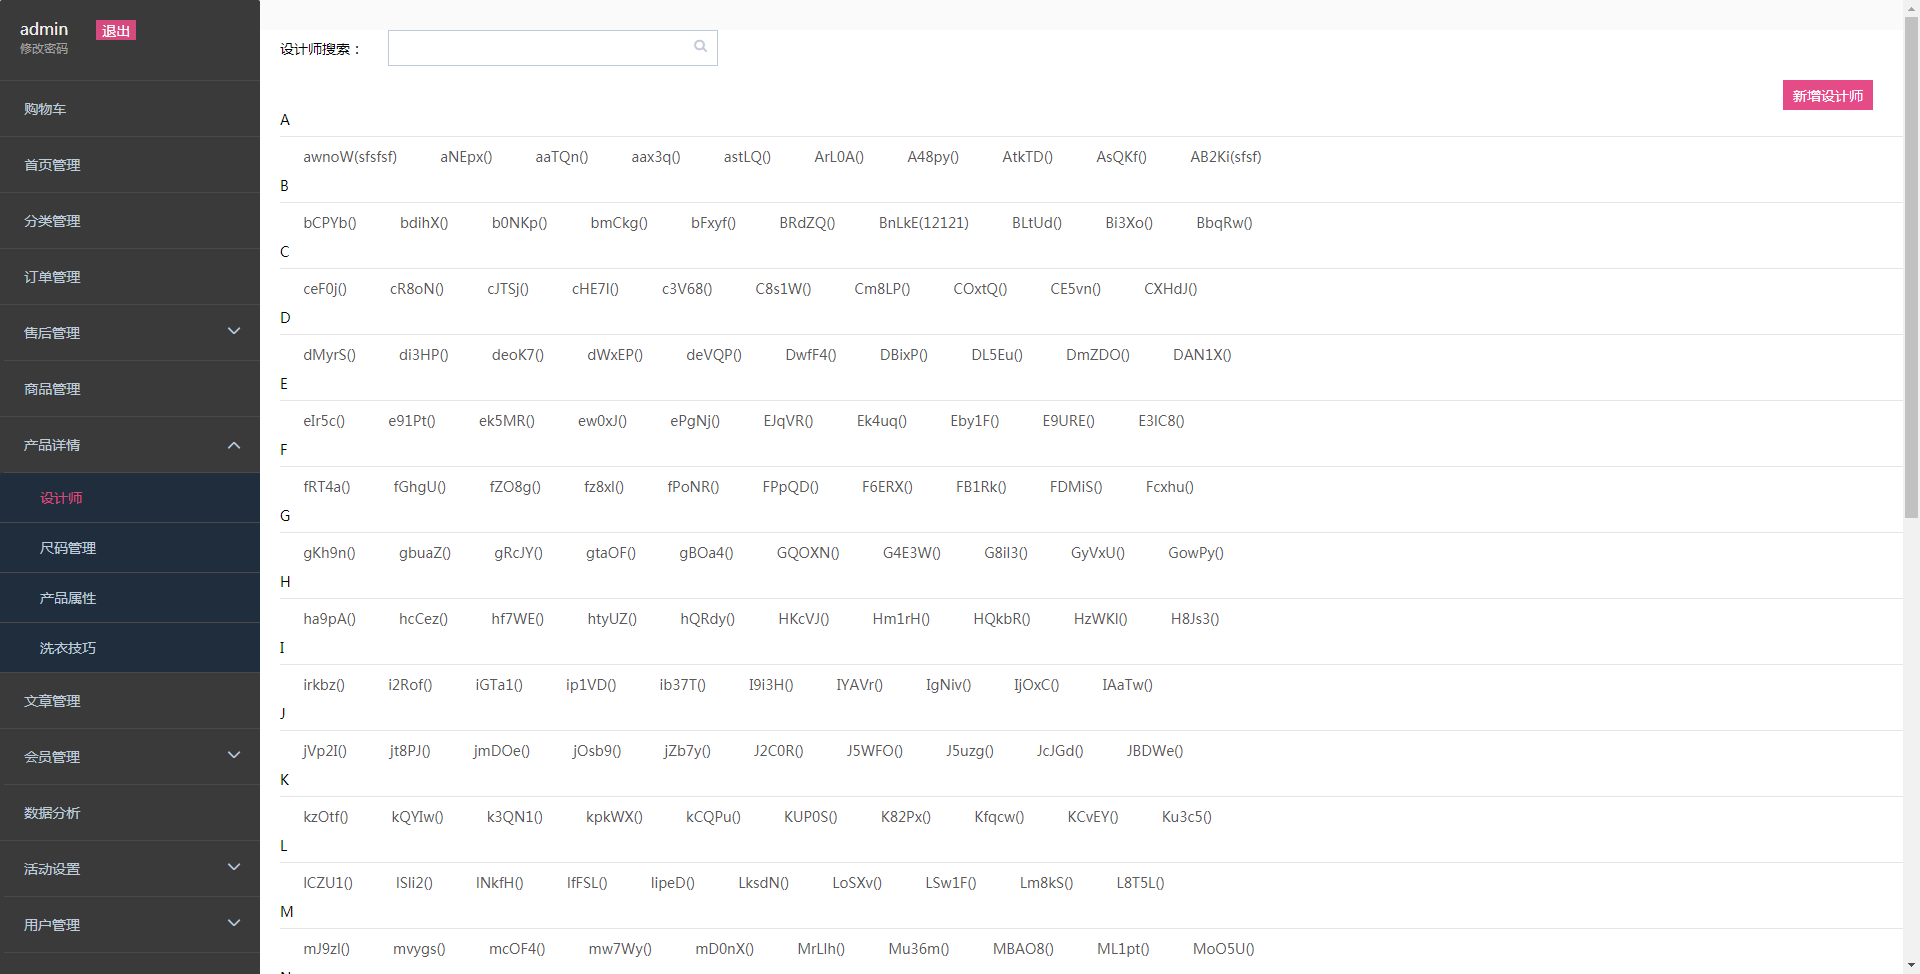 admin 退出
修改密码
购物车
首页管理
分类管理
订单管理
售后管理
商品管理
产品详情
设计师
尺码管理
产品属性
洗衣技巧
文章管理
会员管理
数据分析
活动设置
用户管理
设计师搜索：
新增设计师
A
awnoW(sfsfsf) aNEpx() aaTQn() aax3q() astLQ() ArL0A() A48py() AtkTD() AsQKf() AB2Ki(sfsf)
B
bCPYb() bdihX() b0NKp() bmCkg() bFxyf() BRdZQ() BnLkE(12121) BLtUd() Bi3Xo() BbqRw()
C
ceF0j() cR8oN() cJTSj() cHE7l() c3V68() C8s1W() Cm8LP() COxtQ() CE5vn() CXHdJ()
D
dMyrS() di3HP() deoK7() dWxEP() deVQP() DwfF4() DBixP() DL5Eu() DmZDO() DAN1X()
E
eIr5c() e91Pt() ek5MR() ew0xJ() ePgNj() EJqVR() Ek4uq() Eby1F() E9URE() E3IC8()
F
fRT4a() fGhgU() fZO8g() fz8xl() fPoNR() FPpQD() F6ERX() FB1Rk() FDMiS() Fcxhu()
G
gKh9n() gbuaZ() gRcJY() gtaOF() gBOa4() GQOXN() G4E3W() G8iI3() GyVxU() GowPy()
H
ha9pA() hcCez() hf7WE() htyUZ() hQRdy() HKcVJ() Hm1rH() HQkbR() HzWKl() H8Js3()
I
irkbz() i2Rof() iGTa1() ip1VD() ib37T() I9i3H() IYAVr() IgNiv() IjOxC() IAaTw()
J
jVp2I() jt8PJ() jmDOe() jOsb9() jZb7y() J2C0R() J5WFO() J5uzg() JcJGd() JBDWe()
K
kzOtf() kQYIw() k3QN1() kpkWX() kCQPu() KUP0S() K82Px() Kfqcw() KCvEY() Ku3c5()
L
lCZU1() lSli2() lNkfH() lfFSL() lipeD() LksdN() LoSXv() LSw1F() Lm8kS() L8T5L()
M
mJ9zl() mvygs() mcOF4() mw7Wy() mD0nX() MrLlh() Mu36m() MBAO8() ML1pt() MoO5U()